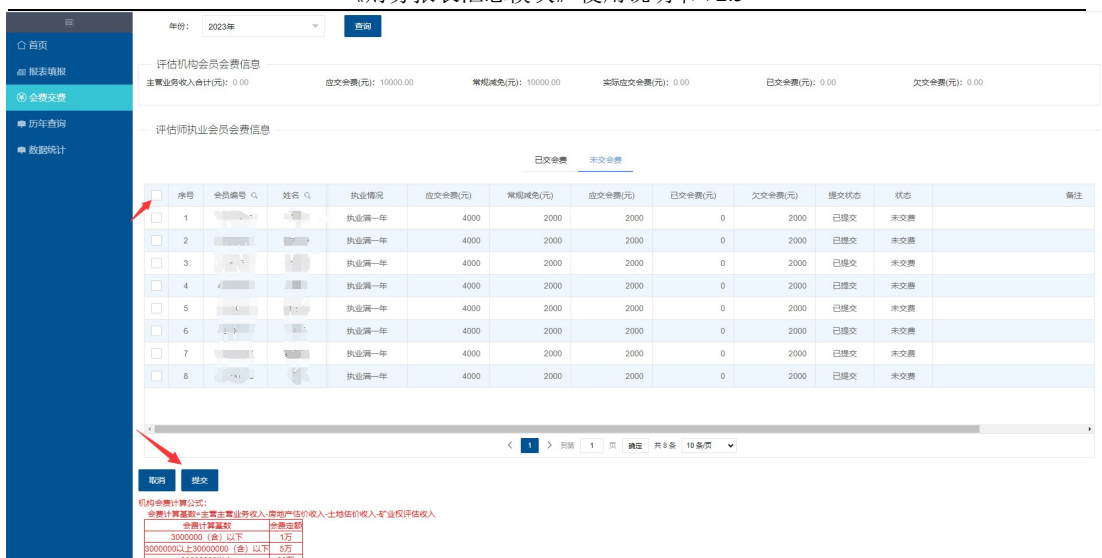 年份： 2023年 查询
首页
报表填报
会费交费
历年查询
数据统计
评估机构会员会费信息
主营业务收入合计(元)： 0.00 应交会费(元)： 10000.00 常规减免(元)： 10000.00 实际应交会费(元)： 0.00 已交会费(元)： 0.00 欠交会费(元)： 0.00
评估师执业会员会费信息
已交会费 未交会费
序号 会员编号 姓名 执业情况 应交会费(元) 常规减免(元) 应交会费(元) 已交会费(元) 欠交会费(元) 提交状态 状态 备注
1 执业满一年 4000 2000 2000 0 2000 已提交 未交费
2 执业满一年 4000 2000 2000 0 2000 已提交 未交费
3 执业满一年 4000 2000 2000 0 2000 已提交 未交费
4 执业满一年 4000 2000 2000 0 2000 已提交 未交费
5 执业满一年 4000 2000 2000 0 2000 已提交 未交费
6 执业满一年 4000 2000 2000 0 2000 已提交 未交费
7 执业满一年 4000 2000 2000 0 2000 已提交 未交费
8 执业满一年 4000 2000 2000 0 2000 已提交 未交费
1 到第 1 页 确定 共 8 条 10 条/页
取消 提交
机构会费计算公式：
会费计算基数=主营主营业务收入-房地产估价收入-土地估价收入-矿业权评估收入
会费计算基数 会费定额
3000000（含）以下 1万
3000000以上30000000（含）以下 5万